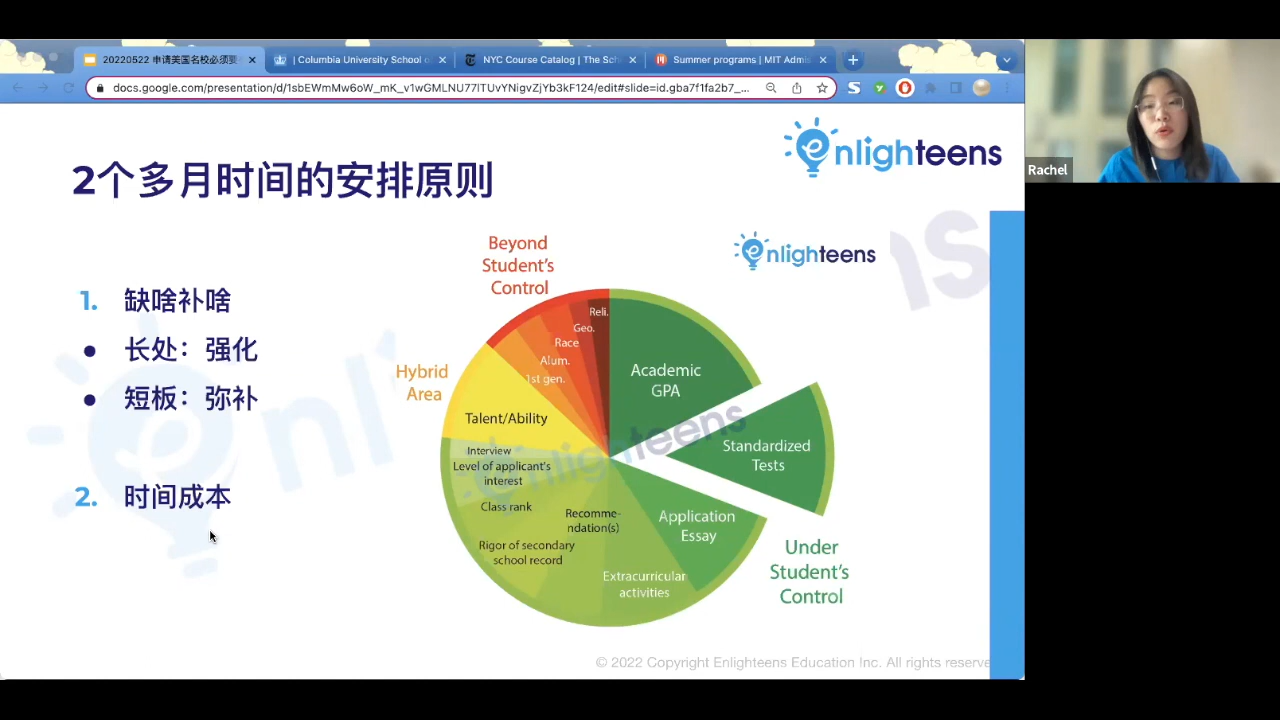 20220522 申请美国名校必须要
| Columbia University School o
NYC Course Catalog | The Sch
Summer programs | MIT Admis
docs.google.com/presentation/d/1sbEWmMw6oW_mK_v1wGMLNU77lTUvYNigvZjYb3kF124/edit#slide=id.gba7f1fa2b7_...
enlighteens
Rachel
2个多月时间的安排原则
enlighteens
1. 缺啥补啥
● 长处：强化
● 短板：弥补
2. 时间成本
Beyond
Student's
Control
Hybrid
Area
Reli.
Geo.
Race
Alum.
1st gen.
Talent/Ability
Academic
GPA
Standardized
Tests
Interview
Level of applicant's
interest
Class rank
Recomme-
ndation(s)
Application
Essay
Rigor of secondary
school record
Extracurricular
activities
Under
Student's
Control
enlighteens
© 2022 Copyright Enlighteens Education Inc. All rights reserve